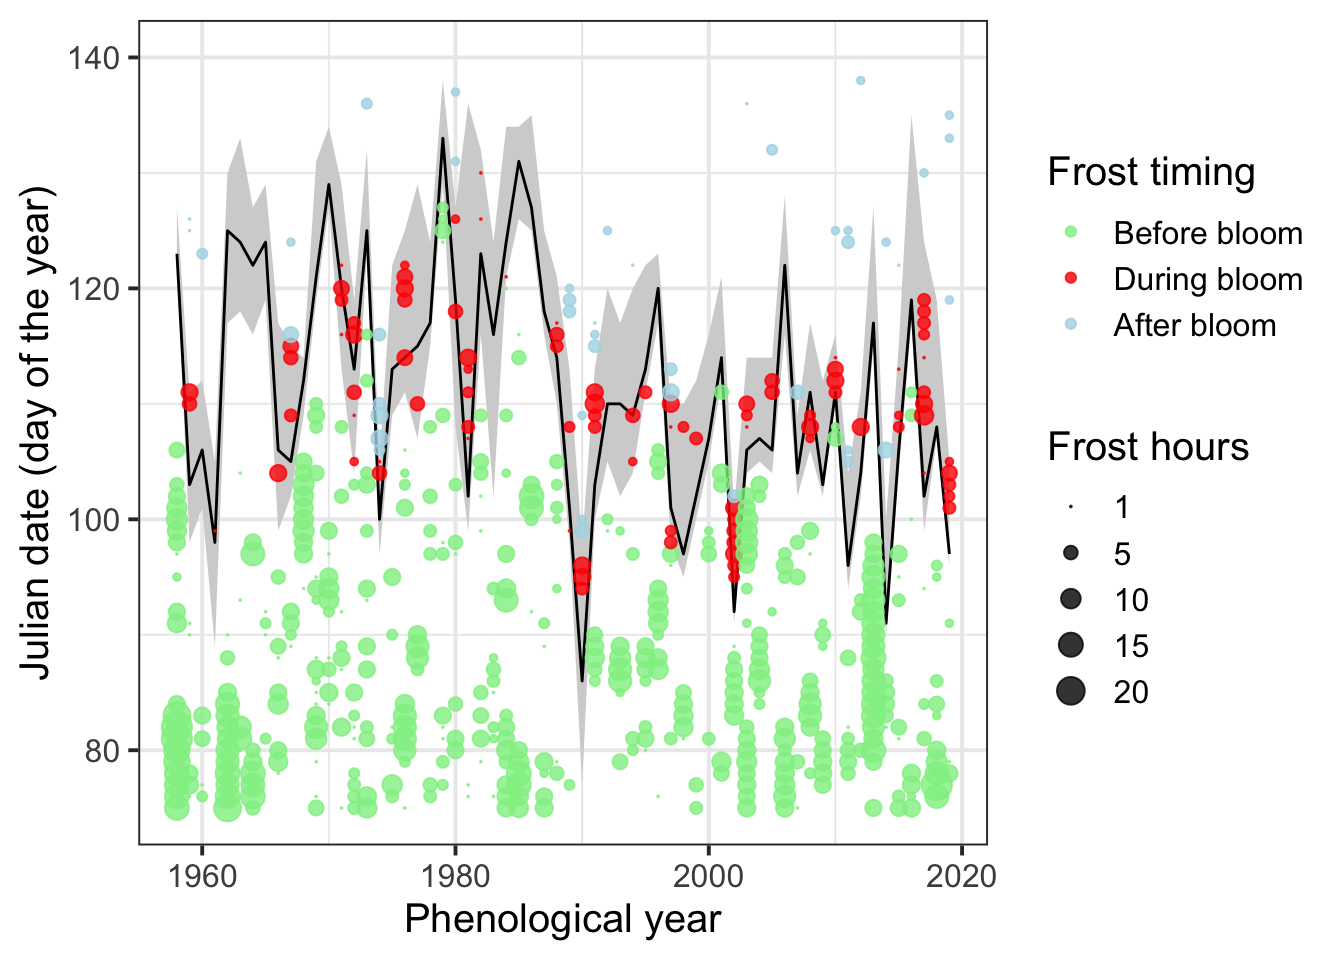 140
120
100
80
Julian date (day of the year)
1960
1980
2000
2020
Phenological year
Frost timing
Before bloom
During bloom
After bloom
Frost hours
1
5
10
15
20